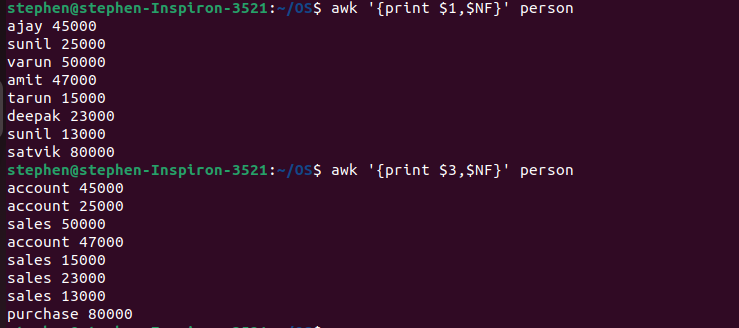 stephen@stephen-Inspiron-3521:~/OS$ awk '{print $1,$NF}' person
ajay 45000
sunil 25000
varun 50000
amit 47000
tarun 15000
deepak 23000
sunil 13000
satvik 80000
stephen@stephen-Inspiron-3521:~/OS$ awk '{print $3,$NF}' person
account 45000
account 25000
sales 50000
account 47000
sales 15000
sales 23000
sales 13000
purchase 80000